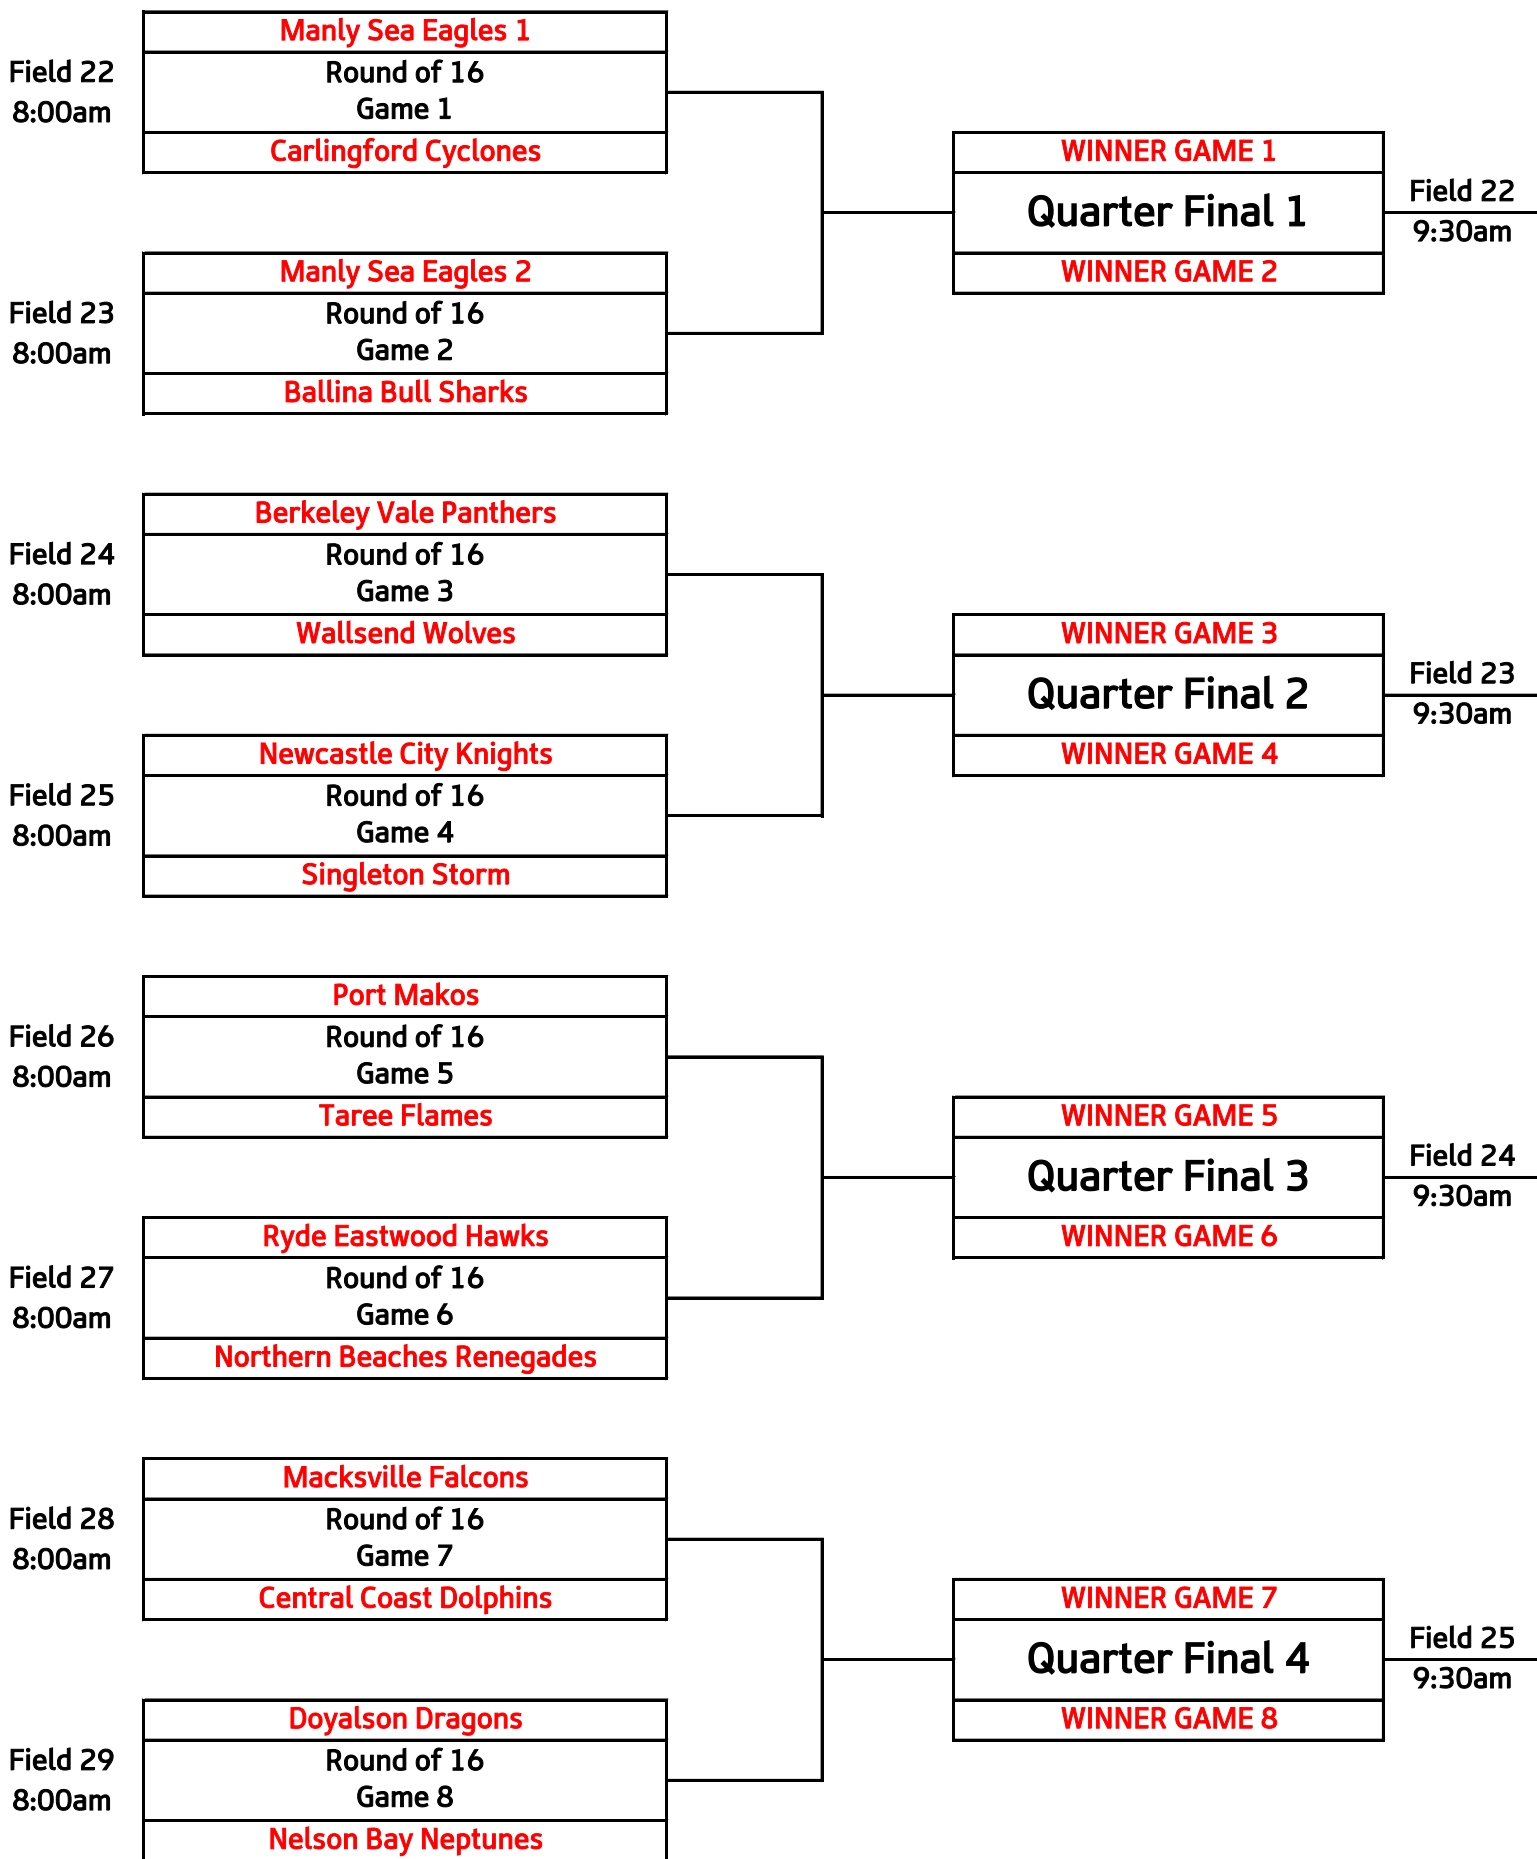 Manly Sea Eagles 1
Field 22
8:00am
Round of 16
Game 1
Carlingford Cyclones
WINNER GAME 1
Quarter Final 1
WINNER GAME 2
Field 22
9:30am
Manly Sea Eagles 2
Field 23
8:00am
Round of 16
Game 2
Ballina Bull Sharks
Berkeley Vale Panthers
Field 24
8:00am
Round of 16
Game 3
Wallsend Wolves
WINNER GAME 3
Quarter Final 2
WINNER GAME 4
Field 23
9:30am
Newcastle City Knights
Field 25
8:00am
Round of 16
Game 4
Singleton Storm
Port Makos
Field 26
8:00am
Round of 16
Game 5
Taree Flames
WINNER GAME 5
Quarter Final 3
WINNER GAME 6
Field 24
9:30am
Ryde Eastwood Hawks
Field 27
8:00am
Round of 16
Game 6
Northern Beaches Renegades
Macksville Falcons
Field 28
8:00am
Round of 16
Game 7
Central Coast Dolphins
WINNER GAME 7
Quarter Final 4
WINNER GAME 8
Field 25
9:30am
Doyalson Dragons
Field 29
8:00am
Round of 16
Game 8
Nelson Bay Neptunes